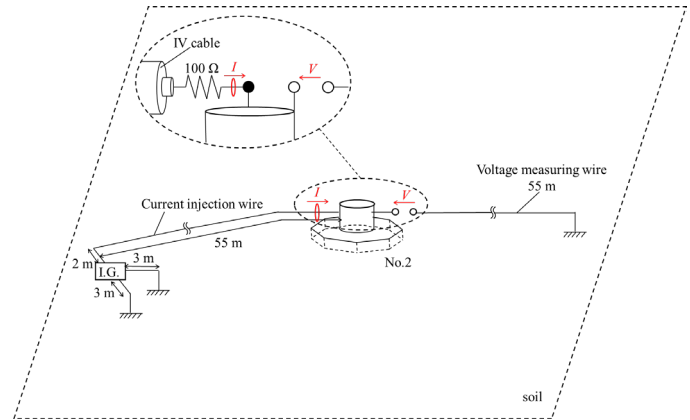 IV cable
100 Ω
I
V
Voltage measuring wire
55 m
Current injection wire
I
V
55 m
2 m
I.G.
3 m
3 m
No.2
soil